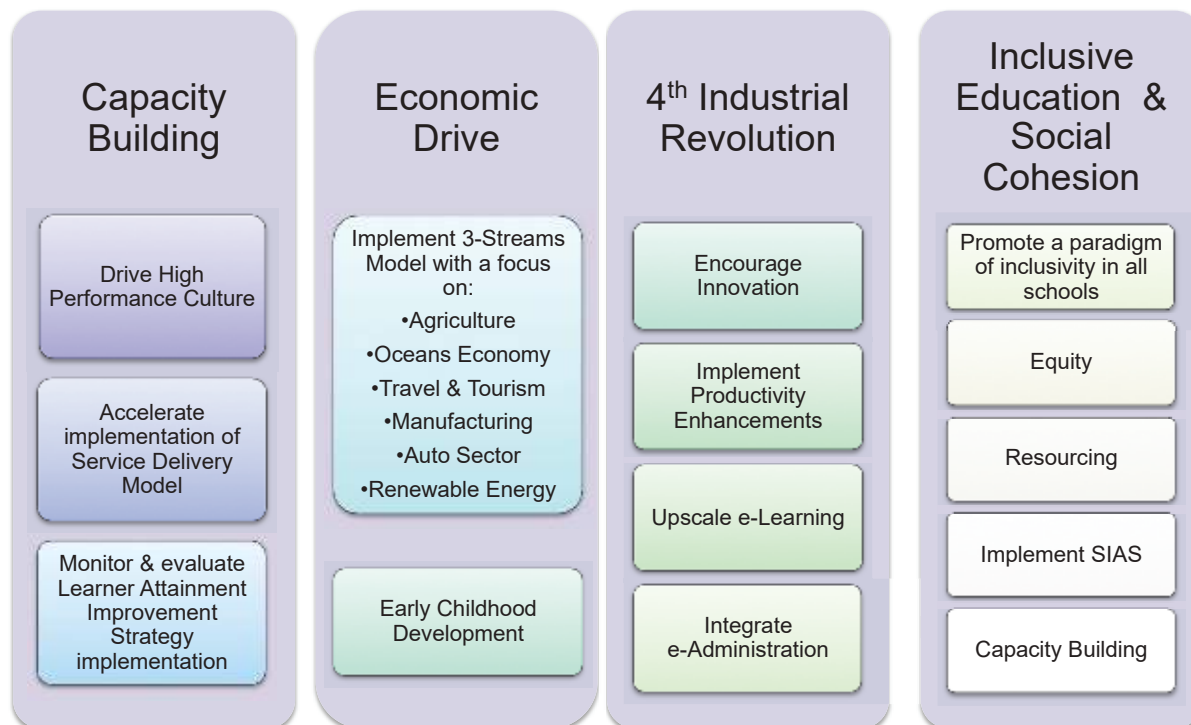 Capacity
Building
Drive High
Performance Culture
Accelerate
implementation of
Service Delivery
Model
Monitor & evaluate
Learner Attainment
Improvement
Strategy
implementation
Economic
Drive
Implement 3-Streams
Model with a focus
on:
•Agriculture
•Oceans Economy
•Travel & Tourism
•Manufacturing
•Auto Sector
•Renewable Energy
Early Childhood
Development
4th Industrial
Revolution
Encourage
Innovation
Implement
Productivity
Enhancements
Upscale e-Learning
Integrate
e-Administration
Inclusive
Education &
Social
Cohesion
Promote a paradigm
of inclusivity in all
schools
Equity
Resourcing
Implement SIAS
Capacity Building